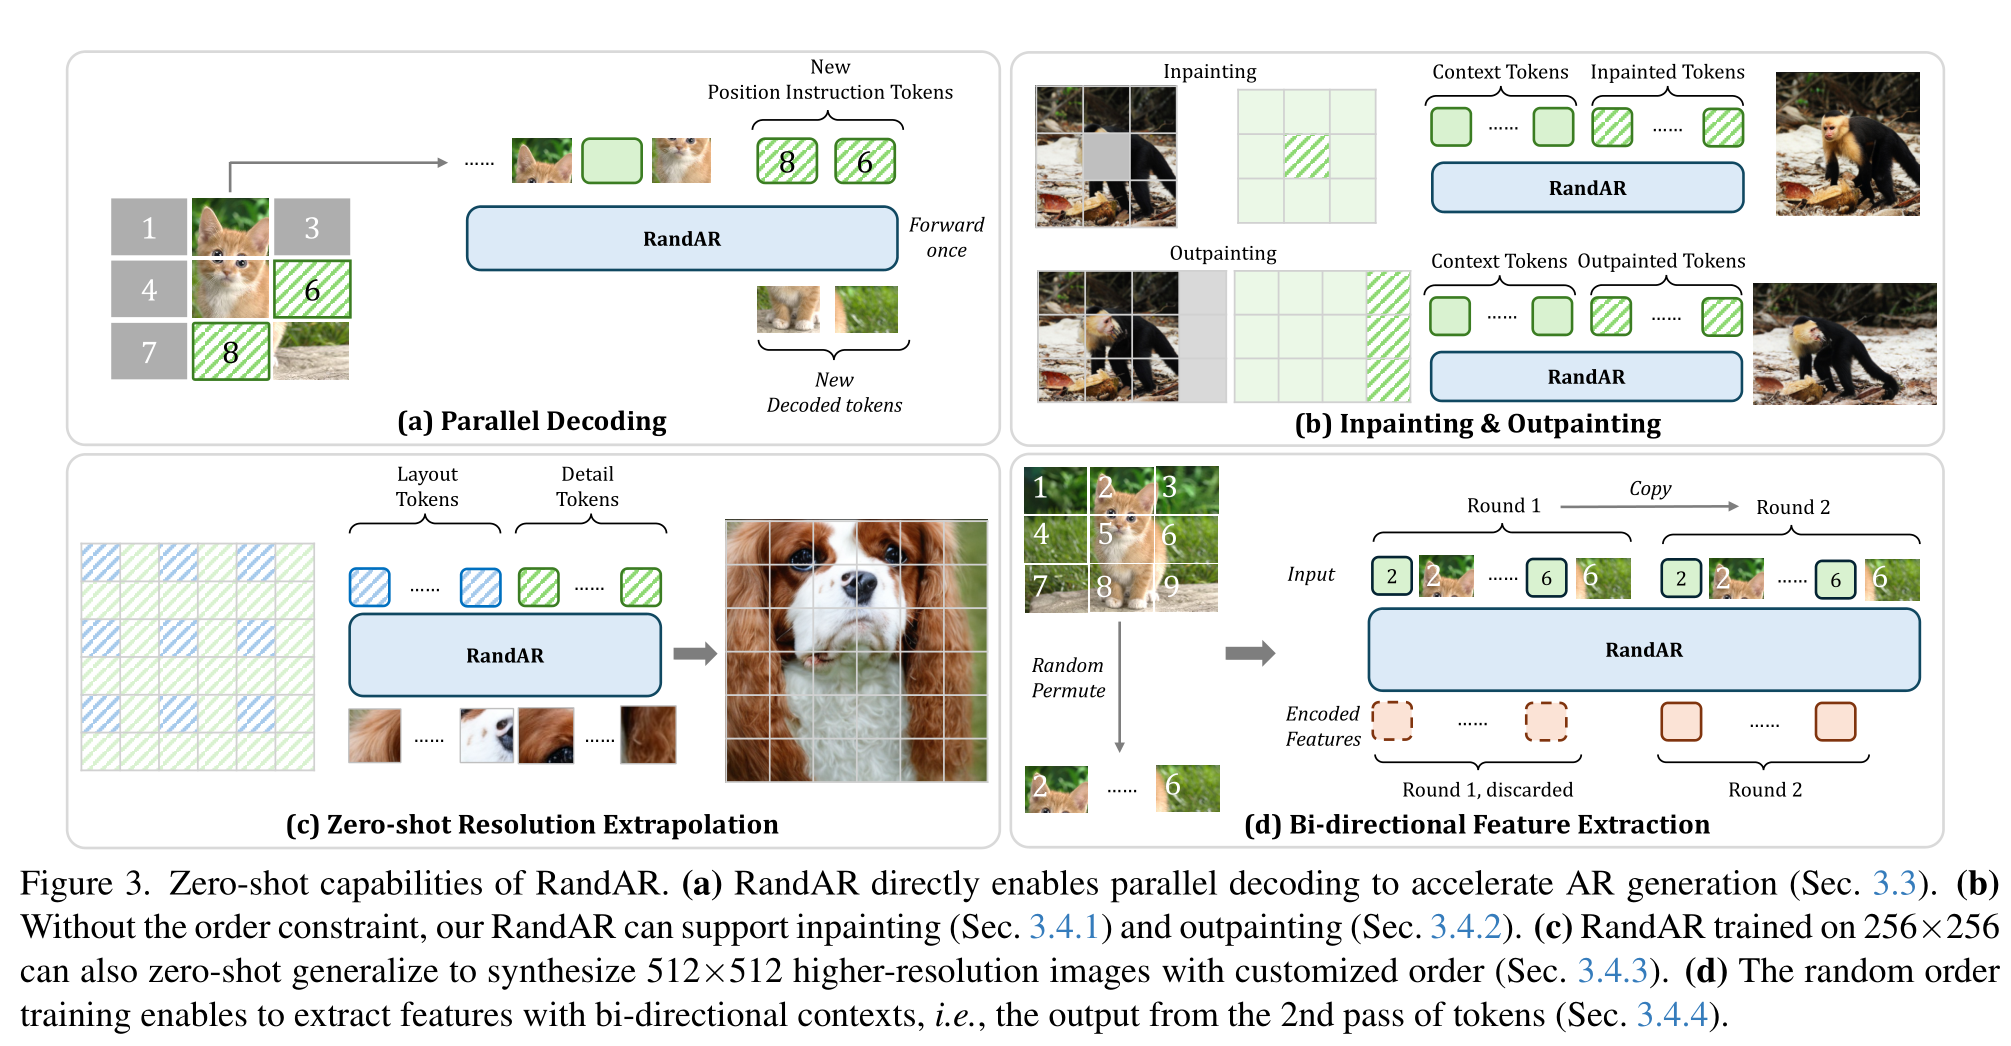 New
Position Instruction Tokens
...... 8 6
1 3
RandAR
Forward
once
4 6
7 8
New
Decoded tokens
(a) Parallel Decoding
Inpainting
Context Tokens Inpainted Tokens
...... ......
RandAR
Outpainting
Context Tokens Outpainted Tokens
...... ......
RandAR
(b) Inpainting & Outpainting
Layout
Tokens
Detail
Tokens
...... ......
RandAR
...... ......
(c) Zero-shot Resolution Extrapolation
1 2 3
4 5 6
7 8 9
Random
Permute
2 ...... 6
Copy
Round 1 Round 2
Input 2 2 ...... 6 6 2 2 ...... 6 6
RandAR
Encoded
Features
...... ......
Round 1, discarded Round 2
(d) Bi-directional Feature Extraction
Figure 3. Zero-shot capabilities of RandAR. (a) RandAR directly enables parallel decoding to accelerate AR generation (Sec. 3.3). (b)
Without the order constraint, our RandAR can support inpainting (Sec. 3.4.1) and outpainting (Sec. 3.4.2). (c) RandAR trained on 256×256
can also zero-shot generalize to synthesize 512×512 higher-resolution images with customized order (Sec. 3.4.3). (d) The random order
training enables to extract features with bi-directional contexts, i.e., the output from the 2nd pass of tokens (Sec. 3.4.4).